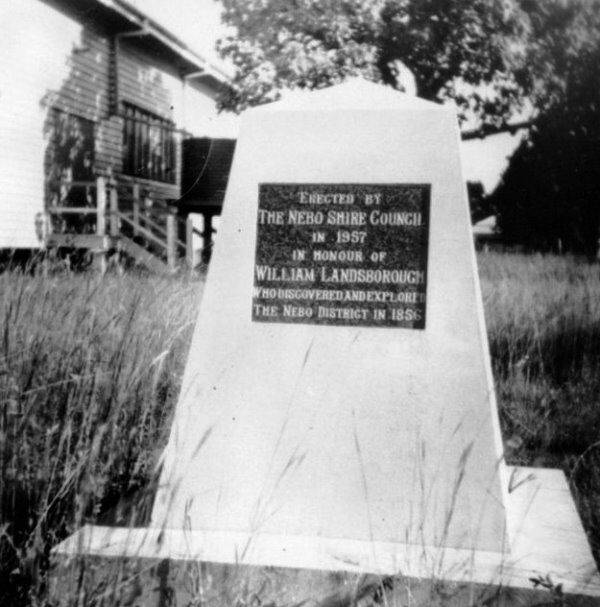 Erected by
The Nebo Shire Council
in 1957
in honour of
William Landsborough
Who discovered and explored
The Nebo District in 1856